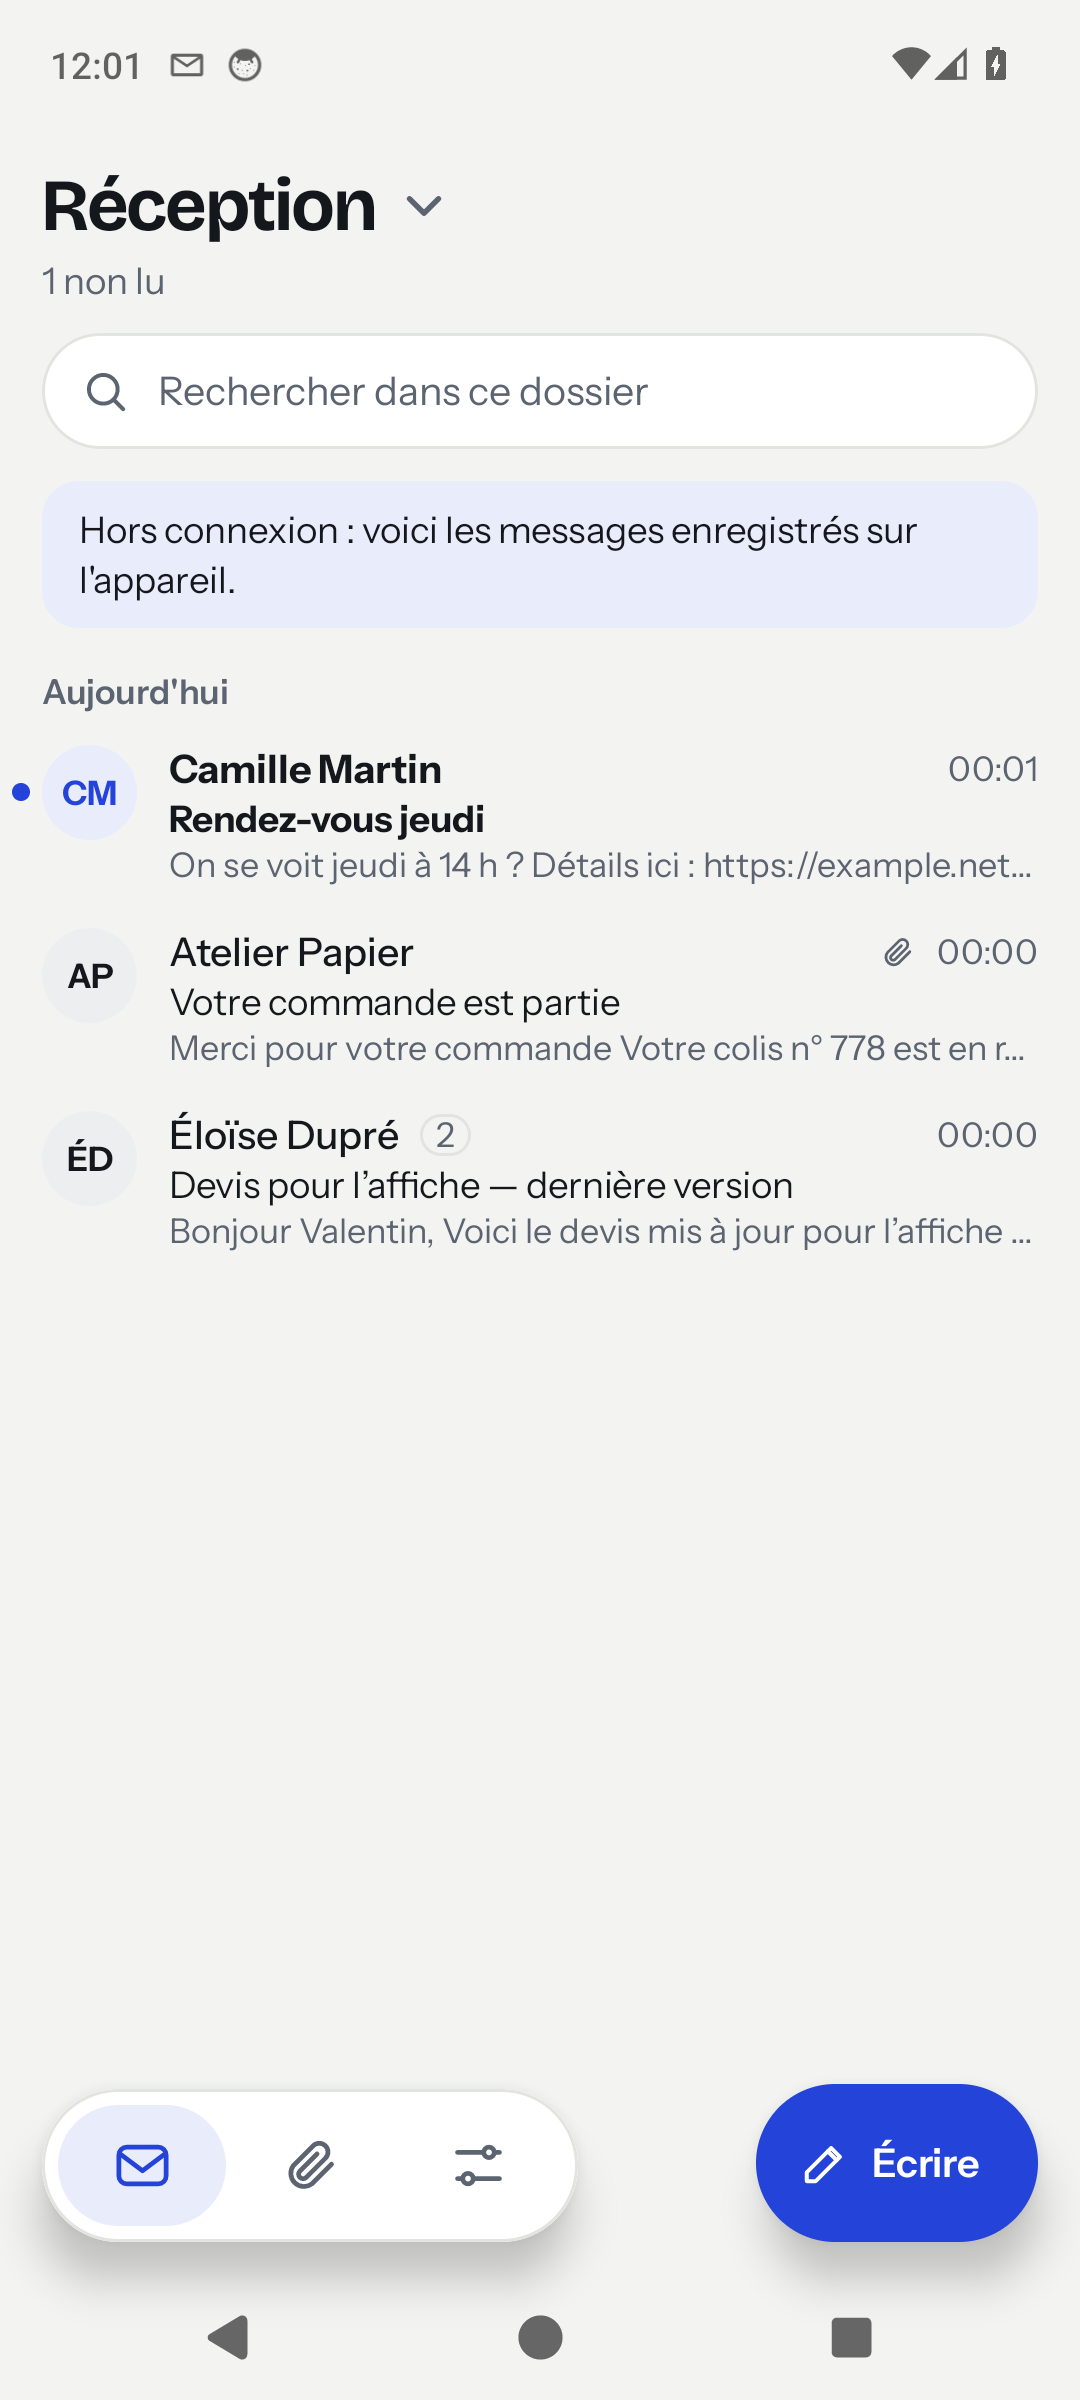 12:01
Réception
1 non lu
Rechercher dans ce dossier
Hors connexion : voici les messages enregistrés sur
l'appareil.
Aujourd'hui
CM
Camille Martin
00:01
Rendez-vous jeudi
On se voit jeudi à 14 h ? Détails ici : https://example.net...
AP
Atelier Papier
00:00
Votre commande est partie
Merci pour votre commande Votre colis n° 778 est en r...
ÉD
Éloïse Dupré 2
00:00
Devis pour l’affiche — dernière version
Bonjour Valentin, Voici le devis mis à jour pour l’affiche ...
Écrire